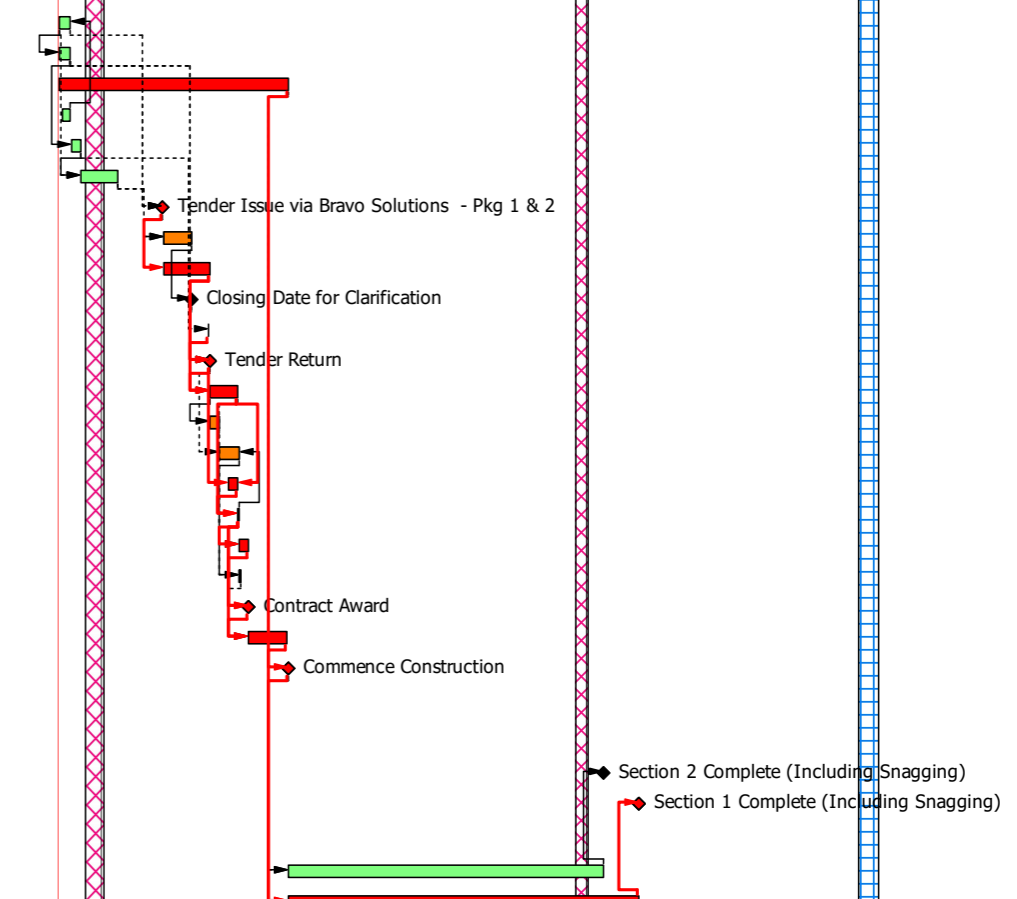 Tender Issue via Bravo Solutions  - Pkg 1 & 2
Closing Date for Clarification
Tender Return
Contract Award
Commence Construction
Section 2 Complete (Including Snagging)
Section 1 Complete (Including Snagging)